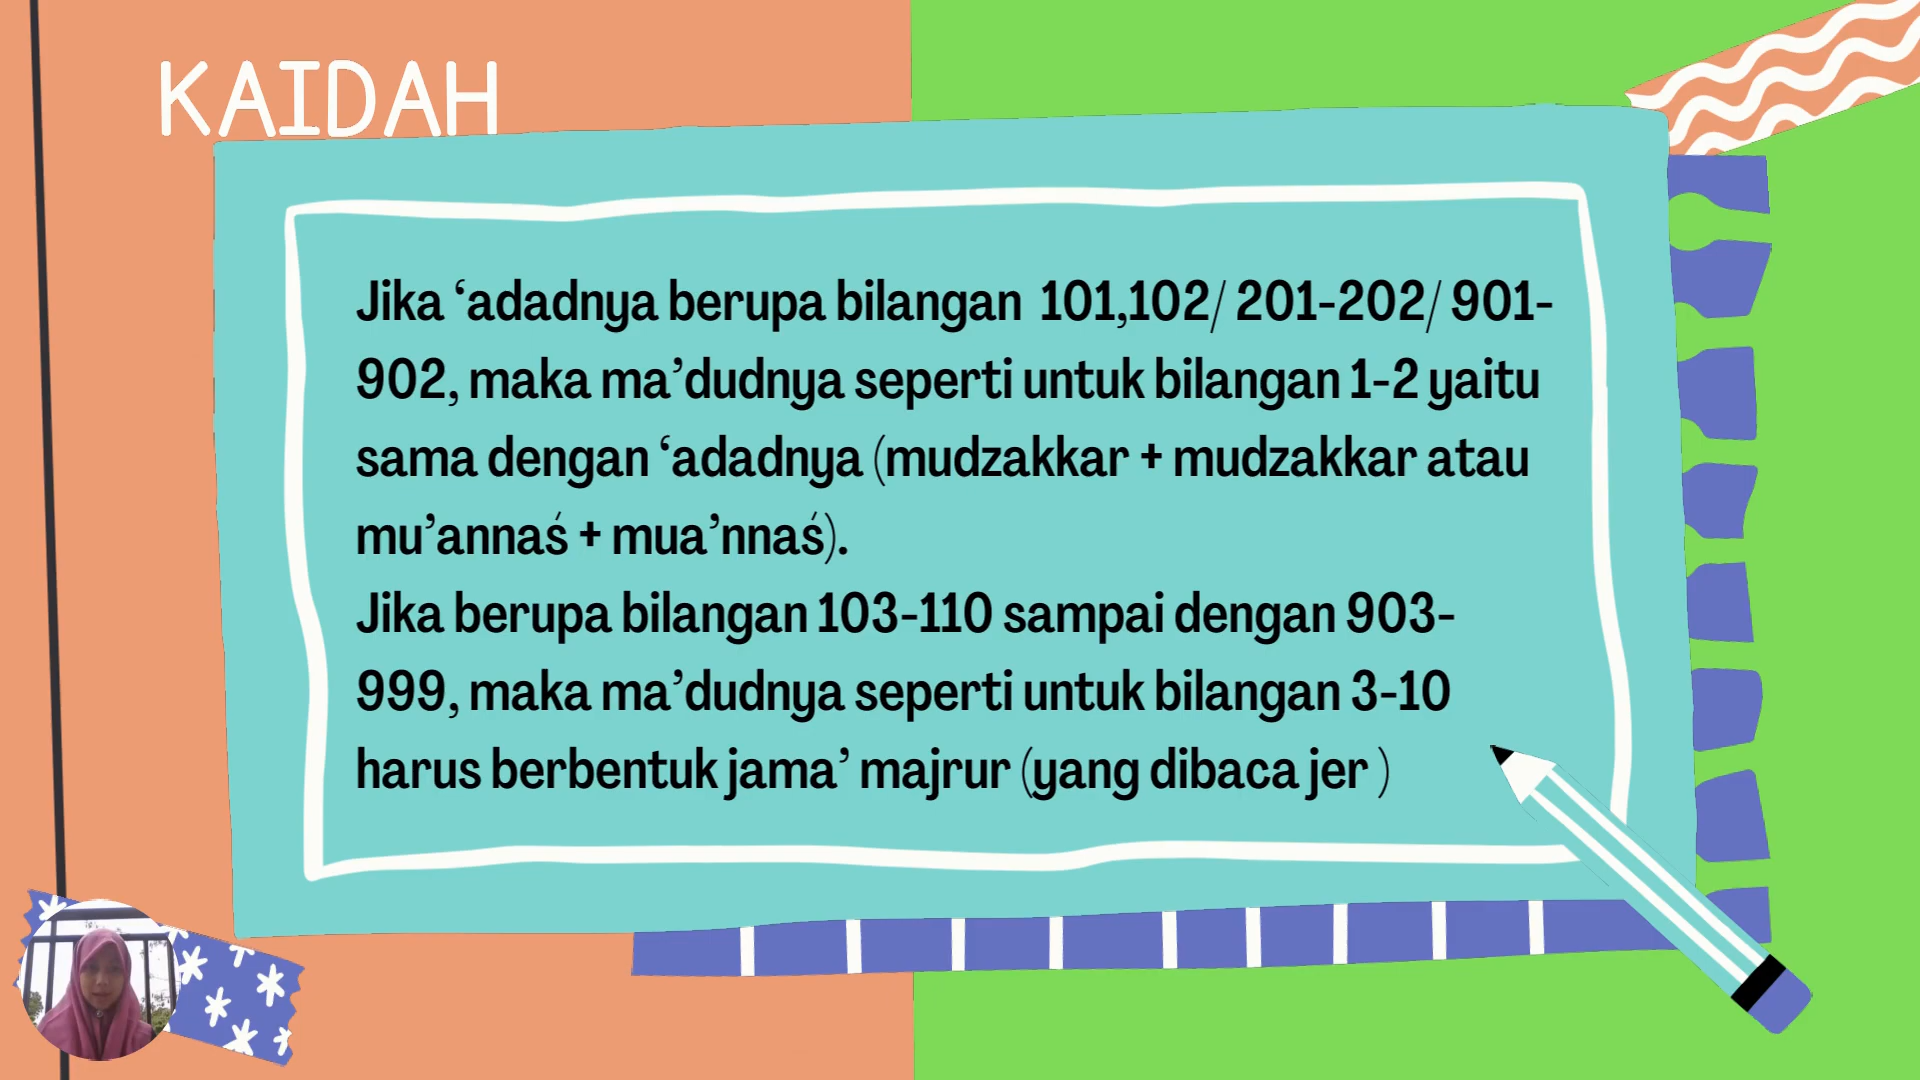 KAIDAH
Jika ‘adadnya berupa bilangan 101,102/ 201-202/ 901-
902, maka ma’dudnya seperti untuk bilangan 1-2 yaitu
sama dengan ‘adadnya (mudzakkar + mudzakkar atau
mu’annaś + mua’nnaś).
Jika berupa bilangan 103-110 sampai dengan 903-
999, maka ma’dudnya seperti untuk bilangan 3-10
harus berbentuk jama’ majrur (yang dibaca jer )